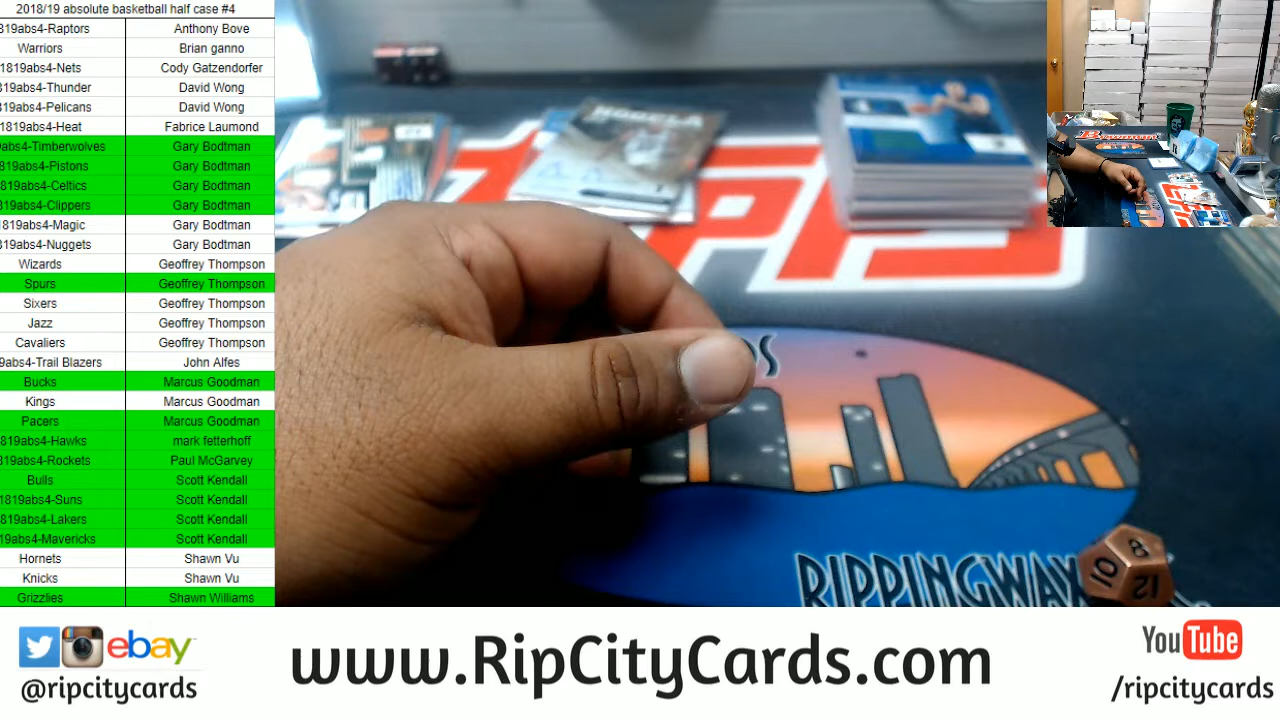 2018/19 absolute basketball half case #4
819abs4-Raptors Anthony Bove
Warriors Brian ganno
1819abs4-Nets Cody Gatzendorfer
819abs4-Thunder David Wong
819abs4-Pelicans David Wong
1819abs4-Heat Fabrice Laumond
9abs4-Timberwolves Gary Bodtman
819abs4-Pistons Gary Bodtman
819abs4-Celtics Gary Bodtman
819abs4-Clippers Gary Bodtman
819abs4-Magic Gary Bodtman
819abs4-Nuggets Gary Bodtman
Wizards Geoffrey Thompson
Spurs Geoffrey Thompson
Sixers Geoffrey Thompson
Jazz Geoffrey Thompson
Cavaliers Geoffrey Thompson
9abs4-Trail Blazers John Alfes
Bucks Marcus Goodman
Kings Marcus Goodman
Pacers Marcus Goodman
819abs4-Hawks mark fetterhoff
819abs4-Rockets Paul McGarvey
Bulls Scott Kendall
1819abs4-Suns Scott Kendall
819abs4-Lakers Scott Kendall
19abs4-Mavericks Scott Kendall
Hornets Shawn Vu
Knicks Shawn Vu
Grizzlies Shawn Williams
RIPPINGWAX
8
10
12
ebay
@ripcitycards
www.RipCityCards.com
YouTube
/ripcitycards